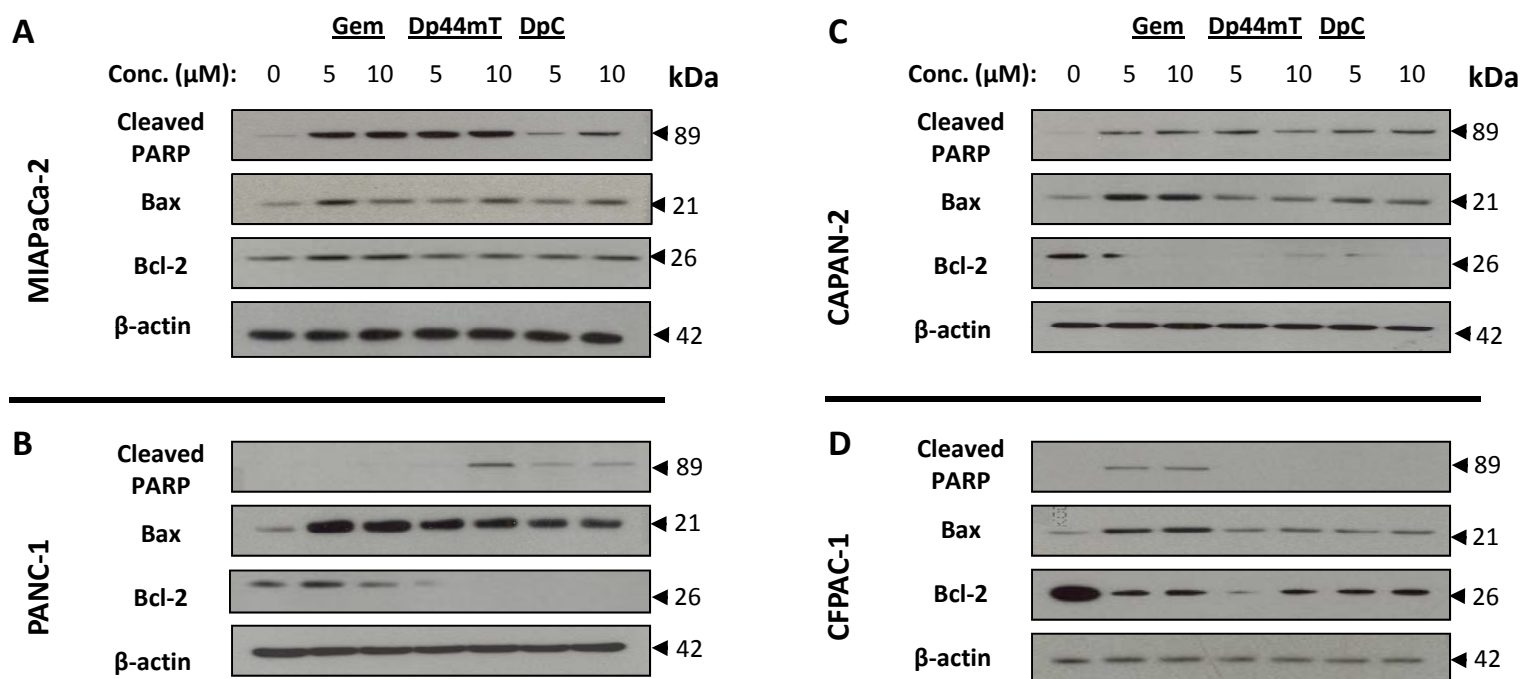 A
Gem Dp44mT DpC
Conc. (µM): 0 5 10 5 10 5 10 kDa
MIAPaCa-2
Cleaved
PARP
89
Bax
21
Bcl-2
26
β-actin
42
B
PANC-1
Cleaved
PARP
89
Bax
21
Bcl-2
26
β-actin
42
C
Gem Dp44mT DpC
Conc. (µM): 0 5 10 5 10 5 10 kDa
CAPAN-2
Cleaved
PARP
89
Bax
21
Bcl-2
26
β-actin
42
D
CFPAC-1
Cleaved
PARP
89
Bax
21
Bcl-2
26
β-actin
42